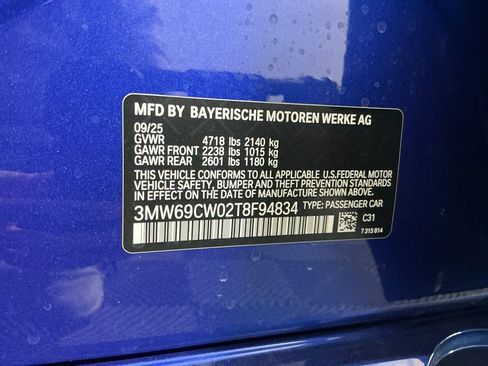 MFD BY BAYERISCHE MOTOREN WERKE AG
09/25
GVWR 4718 lbs 2140 kg
GAWR FRONT 2238 lbs 1015 kg
GAWR REAR 2601 lbs 1180 kg
THIS VEHICLE CONFORMS TO ALL APPLICABLE U.S.FEDERAL MOTOR
VEHICLE SAFETY, BUMPER, AND THEFT PREVENTION STANDARDS IN
EFFECT ON THE DATE OF MANUFACTURE SHOWN ABOVE.
3MW69CW02T8F94834 TYPE: PASSENGER CAR
C31
7 315 814